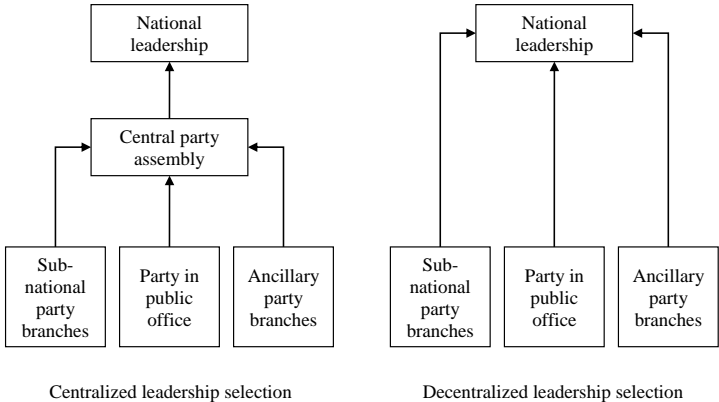 National
leadership
Central party
assembly
Sub-
national
party
branches
Party in
public
office
Ancillary
party
branches
Centralized leadership selection
National
leadership
Sub-
national
party
branches
Party in
public
office
Ancillary
party
branches
Decentralized leadership selection